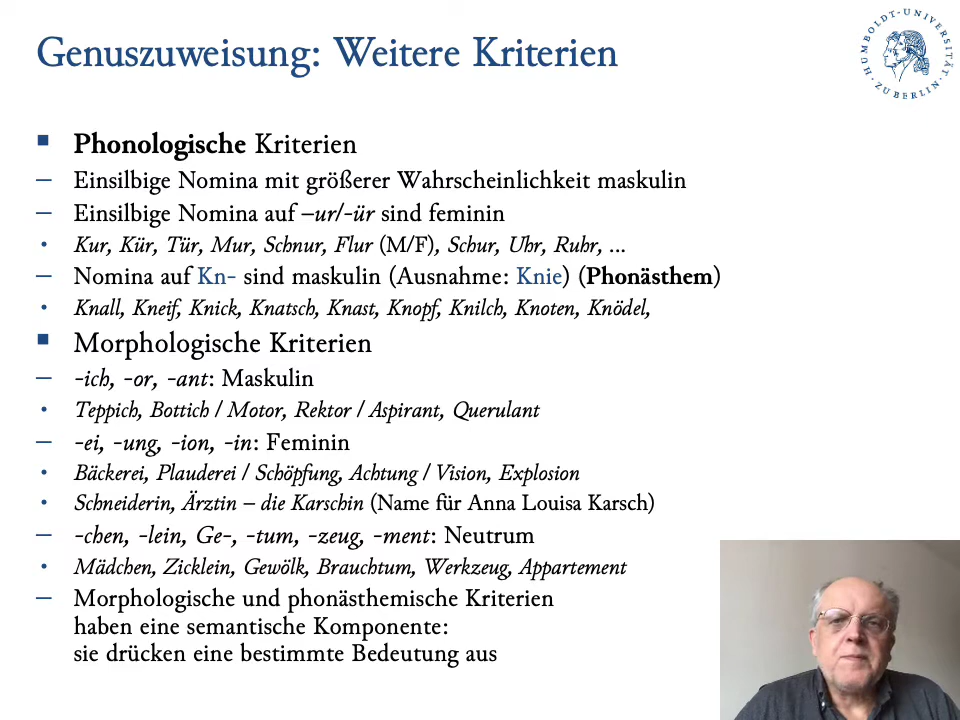 Genuszuweisung: Weitere Kriterien
HUMBOLDT-UNIVERSITÄT
ZU BERLIN
▪ Phonologische Kriterien
– Einsilbige Nomina mit größerer Wahrscheinlichkeit maskulin
– Einsilbige Nomina auf –ur/-ür sind feminin
• Kur, Kür, Tür, Mur, Schnur, Flur (M/F), Schur, Uhr, Ruhr, ...
– Nomina auf Kn- sind maskulin (Ausnahme: Knie) (Phonästhem)
• Knall, Kneif, Knick, Knatsch, Knast, Knopf, Knilch, Knoten, Knödel,
▪ Morphologische Kriterien
– -ich, -or, -ant: Maskulin
• Teppich, Bottich / Motor, Rektor / Aspirant, Querulant
– -ei, -ung, -ion, -in: Feminin
• Bäckerei, Plauderei / Schöpfung, Achtung / Vision, Explosion
• Schneiderin, Ärztin – die Karschin (Name für Anna Louisa Karsch)
– -chen, -lein, Ge-, -tum, -zeug, -ment: Neutrum
• Mädchen, Zicklein, Gewölk, Brauchtum, Werkzeug, Appartement
– Morphologische und phonästhemische Kriterien
haben eine semantische Komponente:
sie drücken eine bestimmte Bedeutung aus